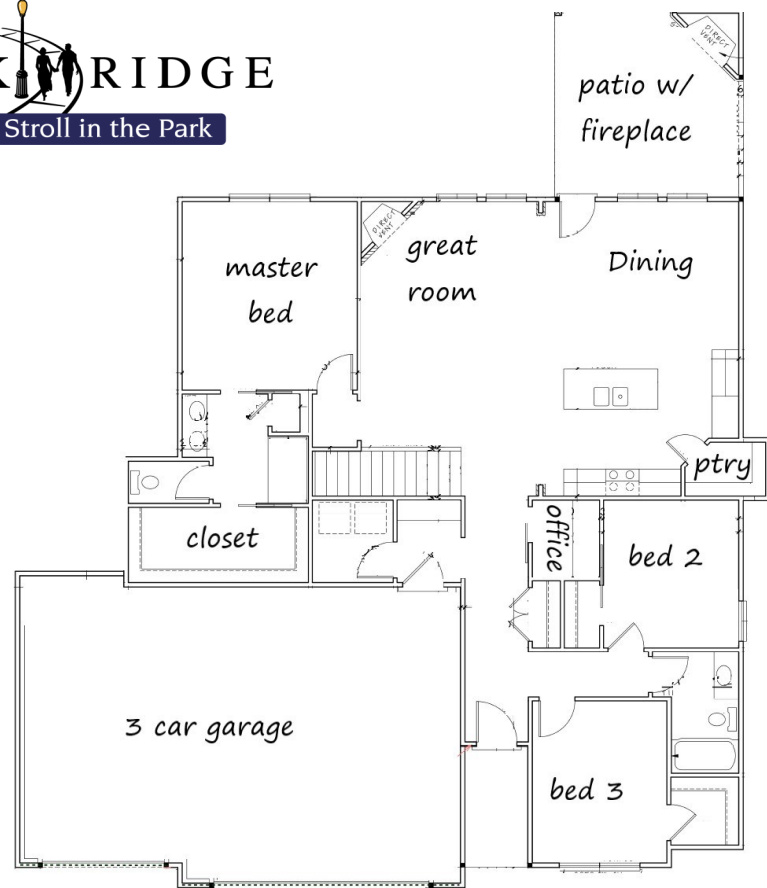 K RIDGE
Stroll in the Park
DIRECT
VENT
patio w/
fireplace
DIRECT
VENT
great
room
Dining
master
bed
ptry
closet
office
bed 2
3 car garage
bed 3